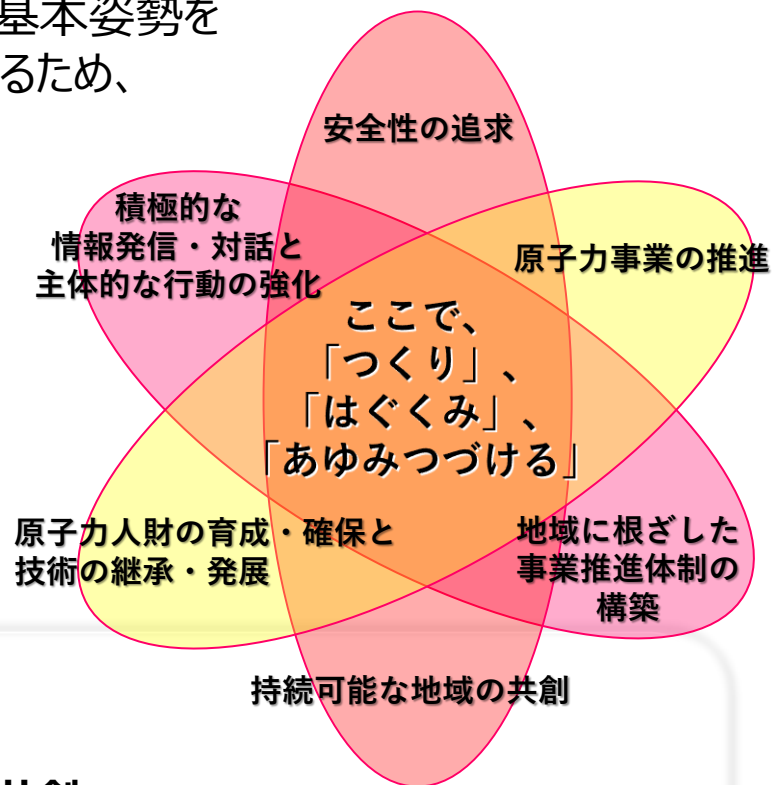 基本姿勢を
るため、
安全性の追求
積極的な
情報発信・対話と
主体的な行動の強化
原子力事業の推進
ここで、
「つくり」、
「はぐくみ」、
「あゆみつづける」
原子力人財の育成・確保と
技術の継承・発展
地域に根ざした
事業推進体制の
構築
持続可能な地域の共創